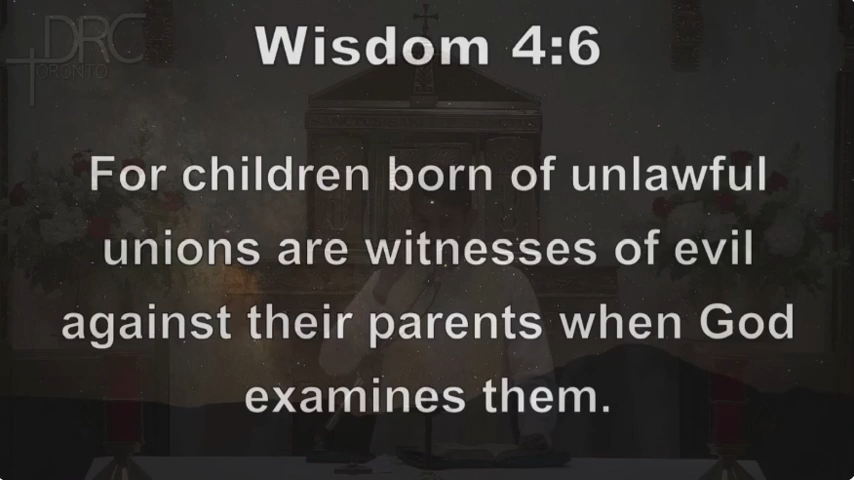 DRC
TORONTO
Wisdom 4:6
For children born of unlawful
unions are witnesses of evil
against their parents when God
examines them.